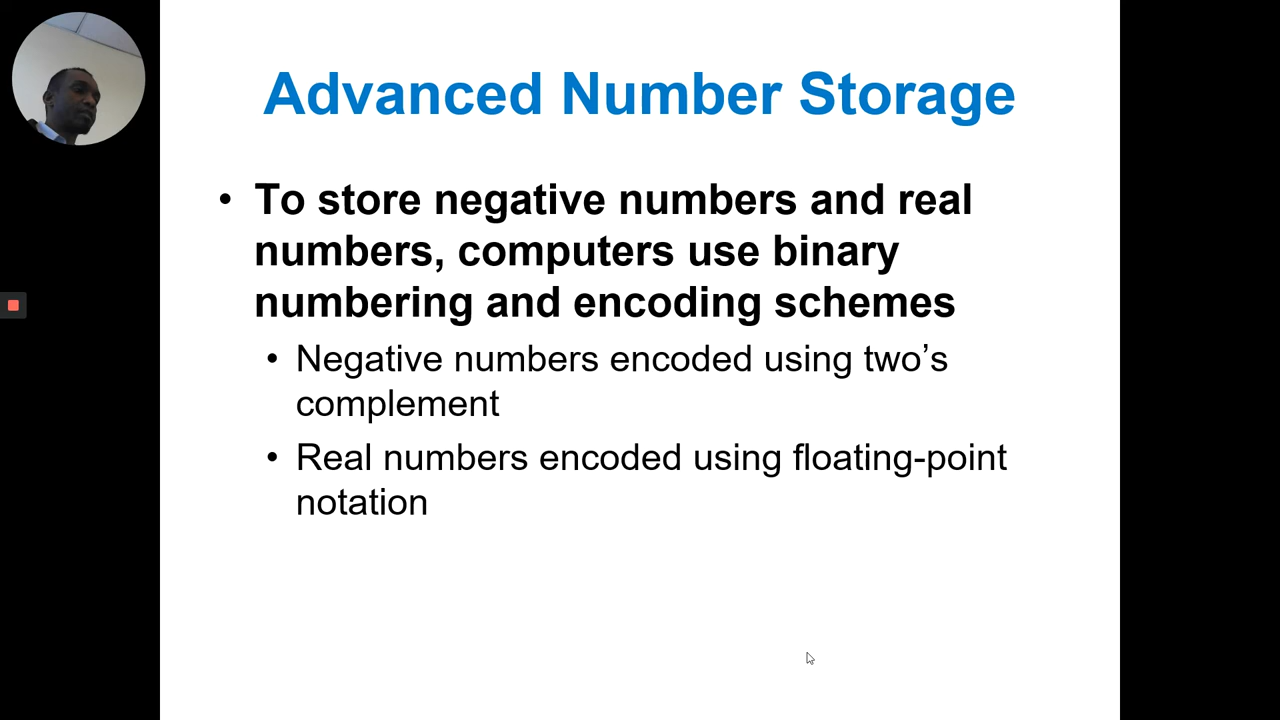 Advanced Number Storage
• To store negative numbers and real
numbers, computers use binary
numbering and encoding schemes
• Negative numbers encoded using two’s
complement
• Real numbers encoded using floating-point
notation